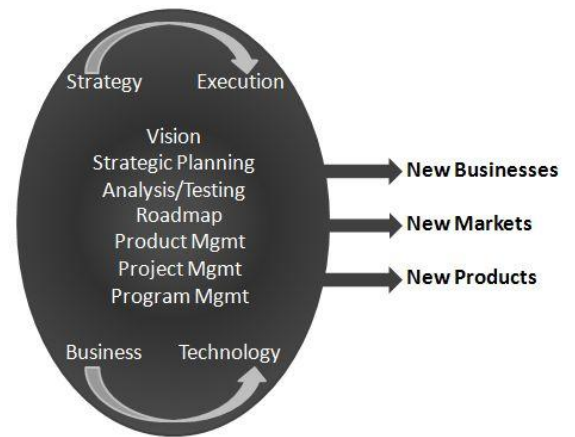 Strategy Execution
Vision
Strategic Planning
Analysis/Testing
Roadmap
Product Mgmt
Project Mgmt
Program Mgmt
Business Technology
New Businesses
New Markets
New Products